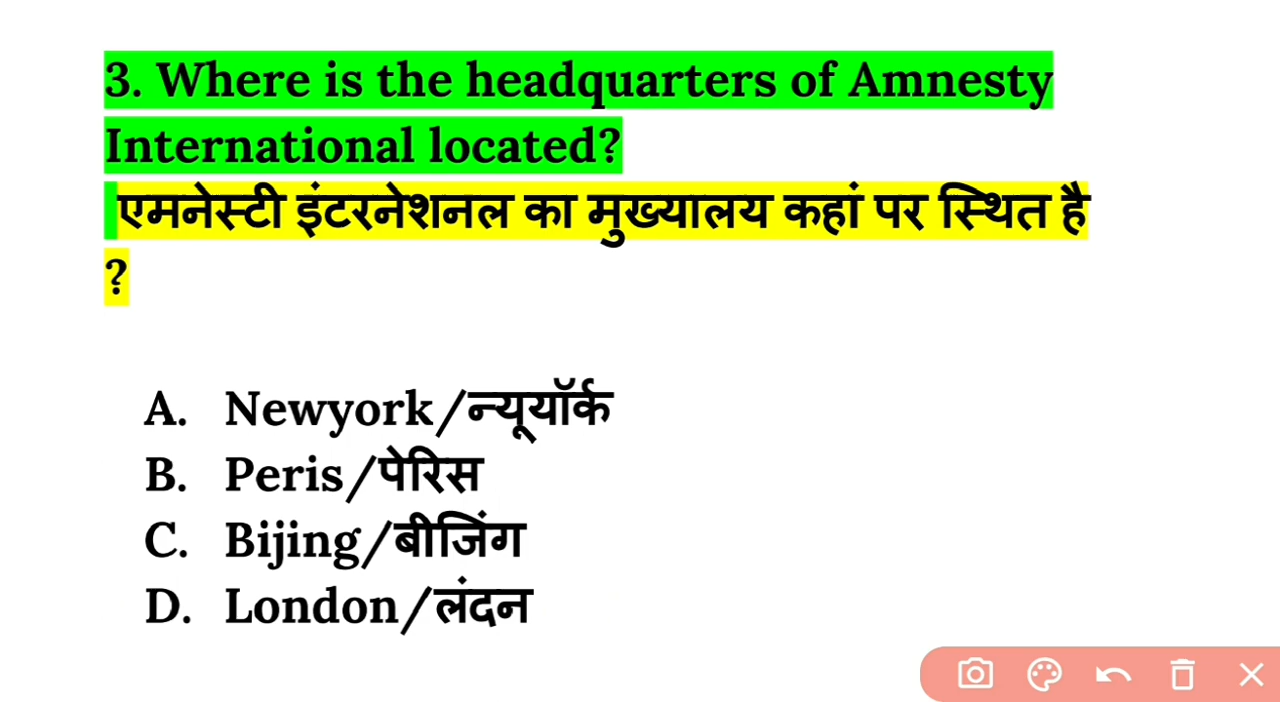 3. Where is the headquarters of Amnesty
International located?
एमनेस्टी इंटरनेशनल का मुख्यालय कहां पर स्थित है
?
A. Newyork/न्यूयॉर्क
B. Peris/पेरिस
C. Bijing/बीजिंग
D. London/लंदन